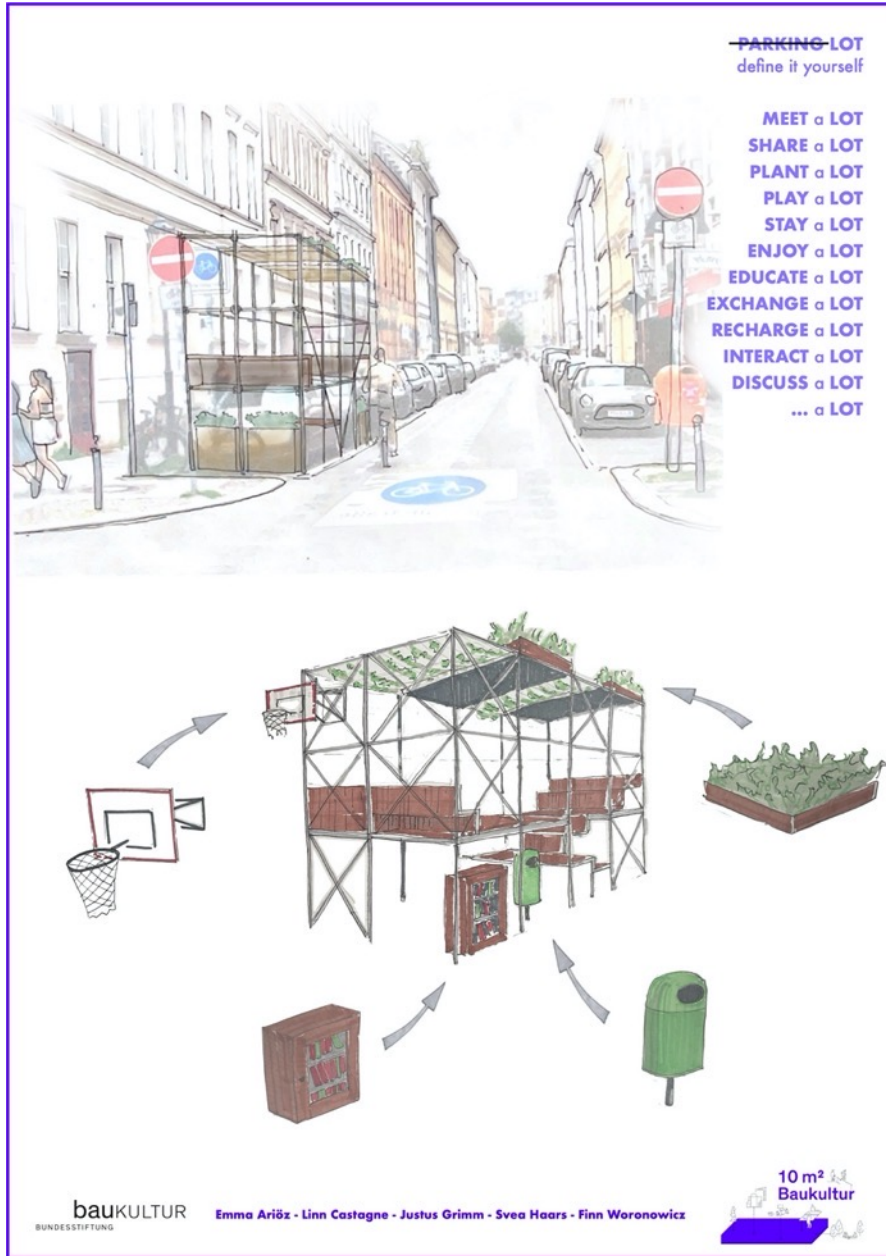 PARKING LOT
define it yourself
MEET a LOT
SHARE a LOT
PLANT a LOT
PLAY a LOT
STAY a LOT
ENJOY a LOT
EDUCATE a LOT
EXCHANGE a LOT
RECHARGE a LOT
INTERACT a LOT
DISCUSS a LOT
... a LOT
bauKULTUR
BUNDESSTIFTUNG
Emma Ariöz - Linn Castagne - Justus Grimm - Svea Haars - Finn Woronowicz
10 m²
Baukultur